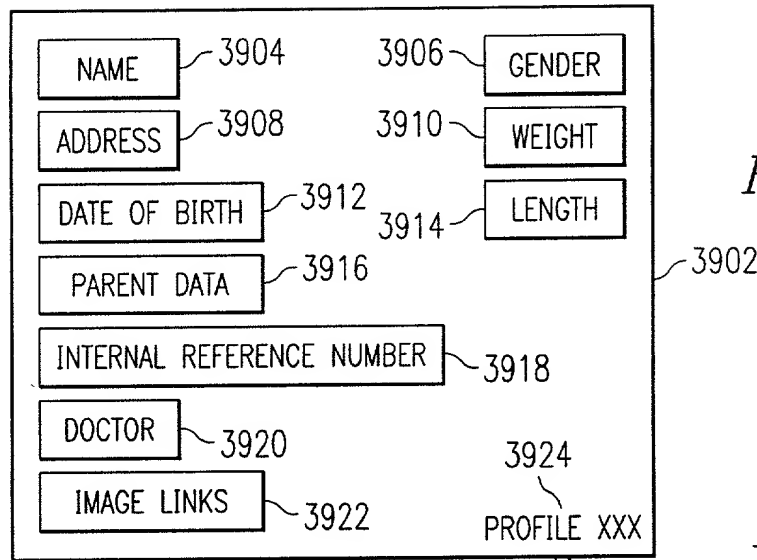 NAME 3904 3906 GENDER
ADDRESS 3908 3910 WEIGHT
DATE OF BIRTH 3912 3914 LENGTH
PARENT DATA 3916
3902
INTERNAL REFERENCE NUMBER 3918
DOCTOR 3920
3924
IMAGE LINKS 3922
PROFILE XXX